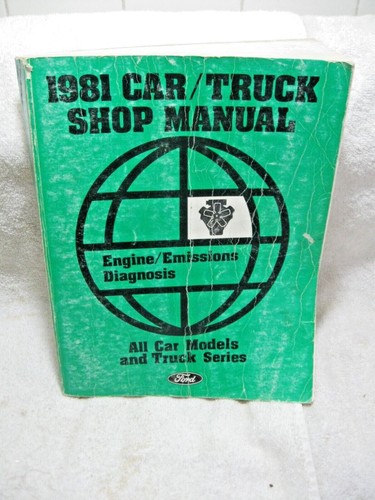 1981 CAR/TRUCK
SHOP MANUAL
Engine/Emissions
Diagnosis
All Car Models
and Truck Series
Ford